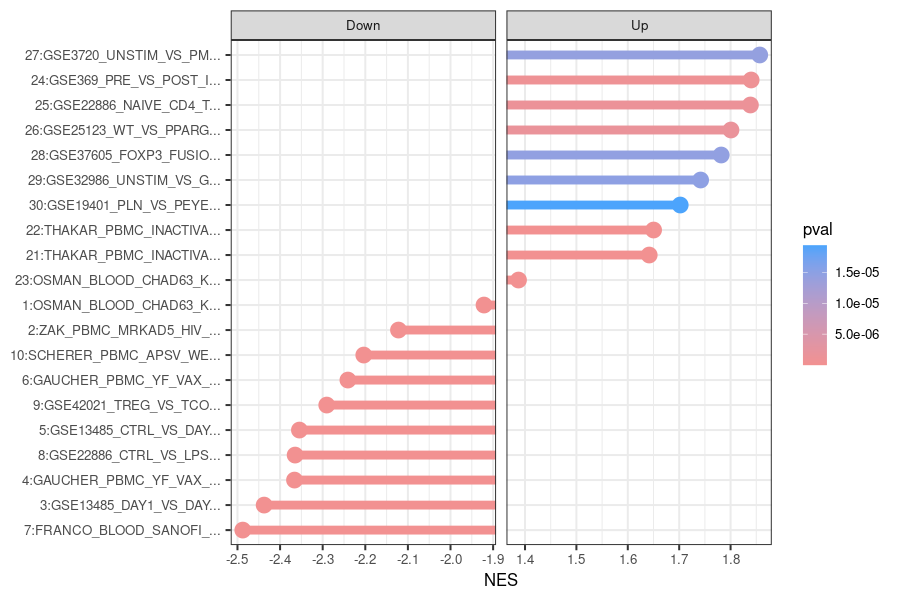 Down Up
27:GSE3720_UNSTIM_VS_PM...
24:GSE369_PRE_VS_POST_I...
25:GSE22886_NAIVE_CD4_T...
26:GSE25123_WT_VS_PPARG...
28:GSE37605_FOXP3_FUSIO...
29:GSE32986_UNSTIM_VS_G...
30:GSE19401_PLN_VS_PEYE...
22:THAKAR_PBMC_INACTIVA...
21:THAKAR_PBMC_INACTIVA...
23:OSMAN_BLOOD_CHAD63_K...
1:OSMAN_BLOOD_CHAD63_K...
2:ZAK_PBMC_MRKAD5_HIV_...
10:SCHERER_PBMC_APSV_WE...
6:GAUCHER_PBMC_YF_VAX_...
9:GSE42021_TREG_VS_TCO...
5:GSE13485_CTRL_VS_DAY...
8:GSE22886_CTRL_VS_LPS...
4:GAUCHER_PBMC_YF_VAX_...
3:GSE13485_DAY1_VS_DAY...
7:FRANCO_BLOOD_SANOFI_...
-2.5 -2.4 -2.3 -2.2 -2.1 -2.0 -1.9 1.4 1.5 1.6 1.7 1.8
NES
pval
1.5e-05
1.0e-05
5.0e-06